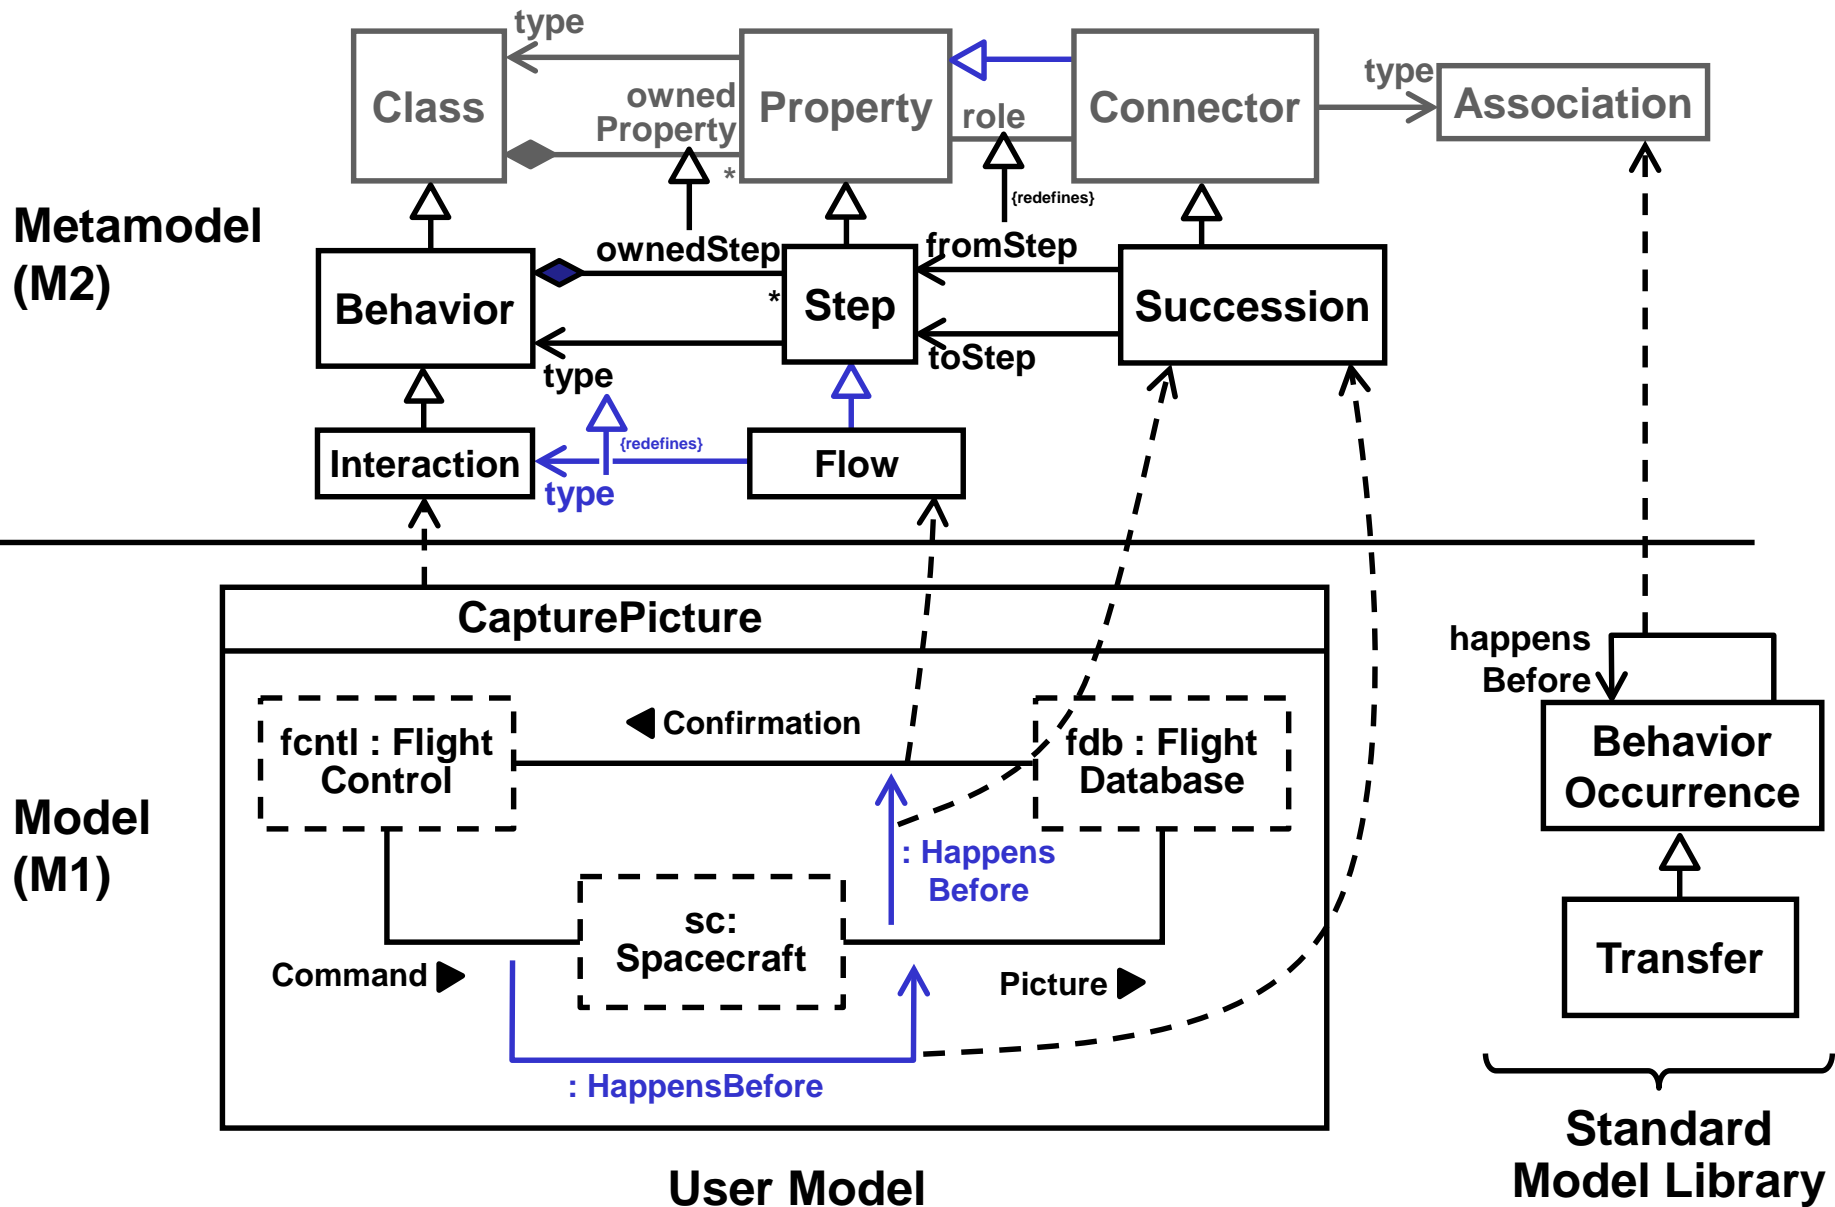 type
Class
owned
Property
*
Property
role
Connector
type
Association
{redefines}
Metamodel
(M2)
Behavior
ownedStep
*
type
Step
fromStep
toStep
Succession
Interaction
{redefines}
type
Flow
CapturePicture
fcntl : Flight
Control
Confirmation
fdb : Flight
Database
: Happens
Before
sc:
Spacecraft
Command
Picture
: HappensBefore
Model
(M1)
happens
Before
Behavior
Occurrence
Transfer
Standard
Model Library
User Model